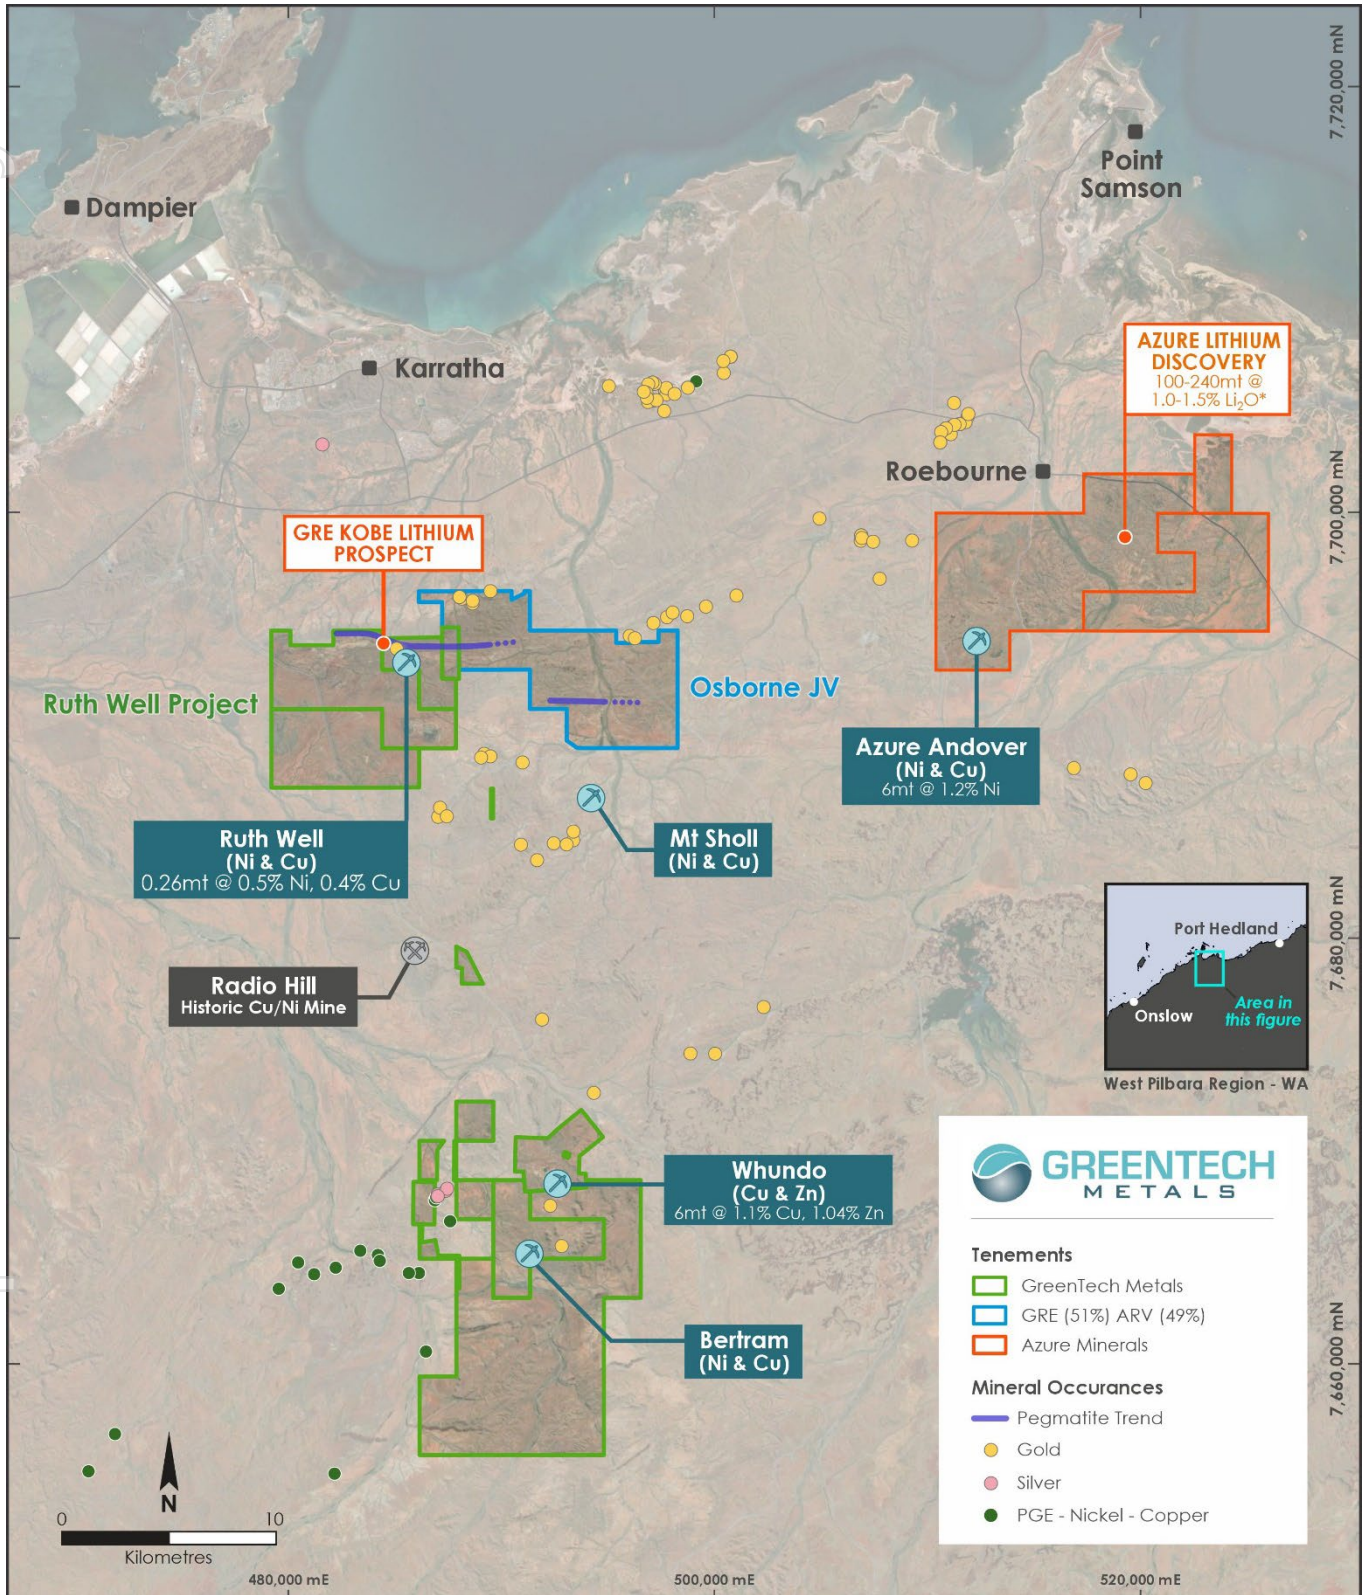 7,720,000 mN
Point
Samson
Dampier
Karratha
AZURE LITHIUM
DISCOVERY
100-240mt @
1.0-1.5% Li₂O*
Roebourne
7,700,000 mN
GRE KOBE LITHIUM
PROSPECT
Ruth Well Project
Osborne JV
Azure Andover
(Ni & Cu)
6mt @ 1.2% Ni
Ruth Well
(Ni & Cu)
0.26mt @ 0.5% Ni, 0.4% Cu
Mt Sholl
(Ni & Cu)
7,680,000 mN
Radio Hill
Historic Cu/Ni Mine
Port Hedland
Onslow
Area in
this figure
West Pilbara Region - WA
Whundo
(Cu & Zn)
6mt @ 1.1% Cu, 1.04% Zn
Bertram
(Ni & Cu)
GREENTECH
METALS
Tenements
GreenTech Metals
GRE (51%) ARV (49%)
Azure Minerals
Mineral Occurances
Pegmatite Trend
Gold
Silver
PGE - Nickel - Copper
7,660,000 mN
N
0 10
Kilometres
480,000 mE
500,000 mE
520,000 mE